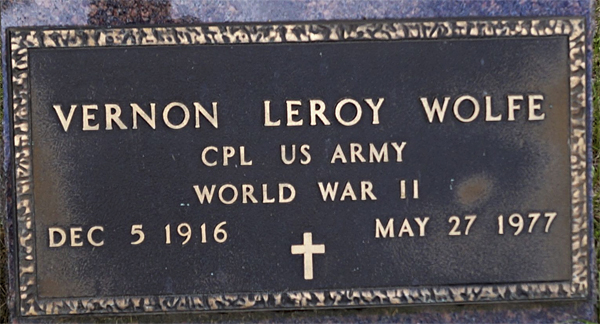 VERNON LEROY WOLFE
CPL US ARMY
WORLD WAR II
DEC 5 1916 MAY 27 1977